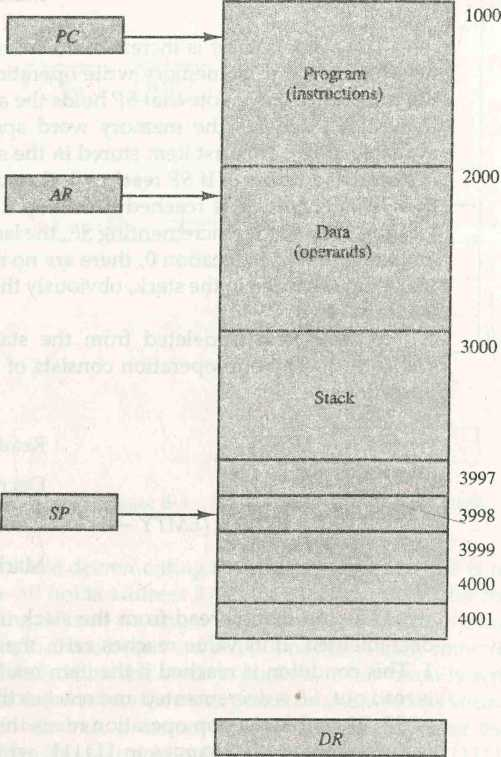 PC
1000
Program
(instructions)
AR
2000
Data
(operands)
3000
Stack
3997
SP
3998
3999
4000
4001
DR